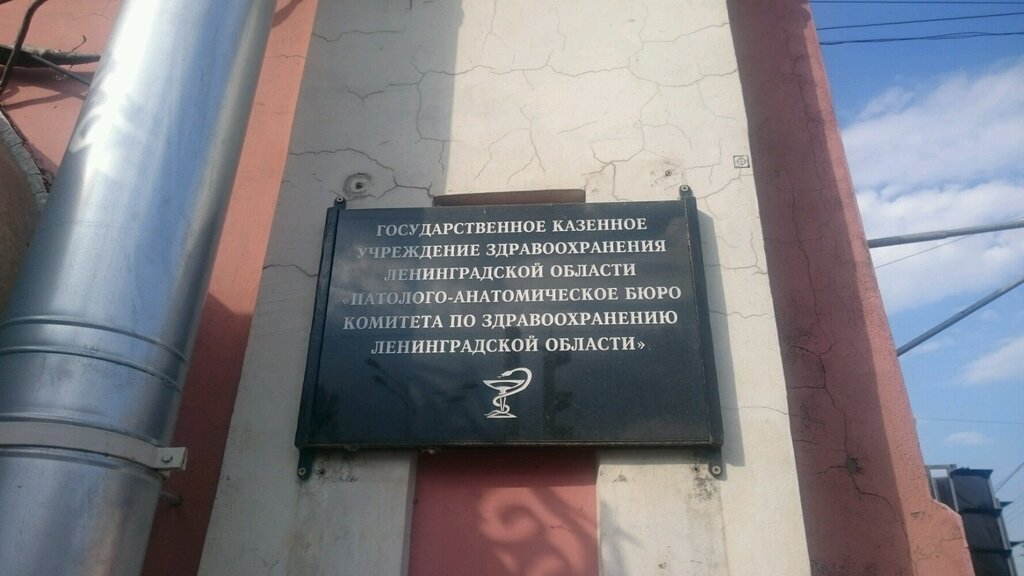 ГОСУДАРСТВЕННОЕ КАЗЕННОЕ
УЧРЕЖДЕНИЕ ЗДРАВООХРАНЕНИЯ
ЛЕНИНГРАДСКОЙ ОБЛАСТИ
«ПАТОЛОГО-АНАТОМИЧЕСКОЕ БЮРО
КОМИТЕТА ПО ЗДРАВООХРАНЕНИЮ
ЛЕНИНГРАДСКОЙ ОБЛАСТИ»